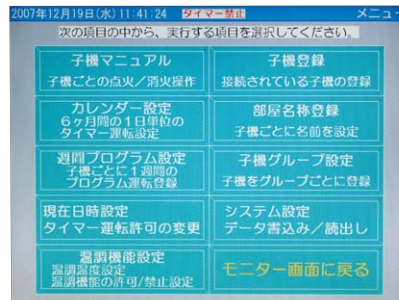 2007年12月19日(水) 11:41:24 タイマー禁止 メニュー
次の項目の中から、実行する項目を選択してください。
子機マニュアル
子機ごとの点火/消火操作
子機登録
接続されている子機の登録
カレンダー設定
6ヶ月間の1日単位の
タイマー運転設定
部屋名称登録
子機ごとに名前を設定
週間プログラム設定
子機ごとに1週間の
プログラム運転登録
子機グループ設定
子機をグループごとに登録
現在日時設定
タイマー運転許可の変更
システム設定
データ書込み/読出し
温調機能設定
温調温度設定
温調機能の許可/禁止設定
モニター画面に戻る